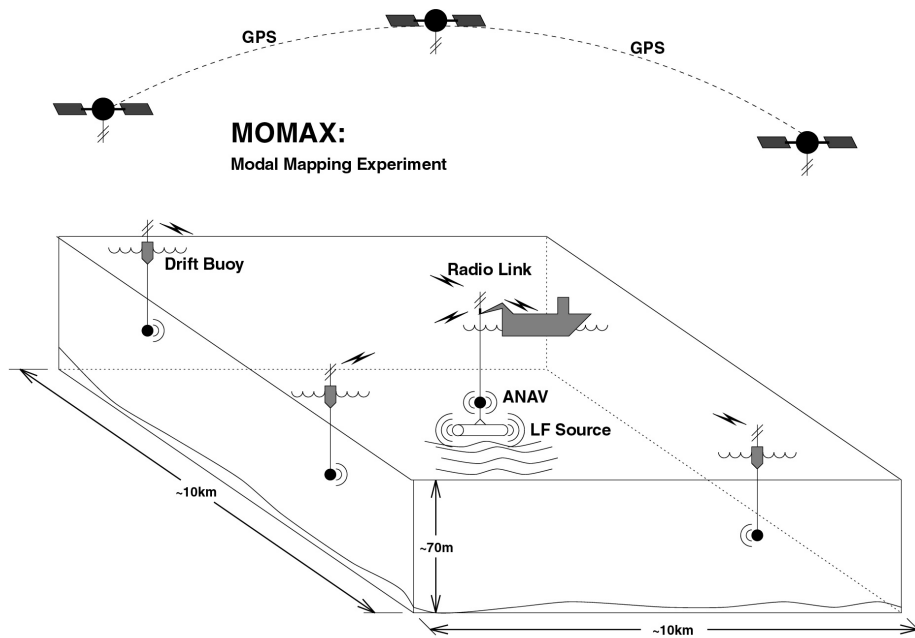 GPS
GPS
MOMAX:
Modal Mapping Experiment
Drift Buoy
Radio Link
ANAV
LF Source
~10km
~70m
~10km